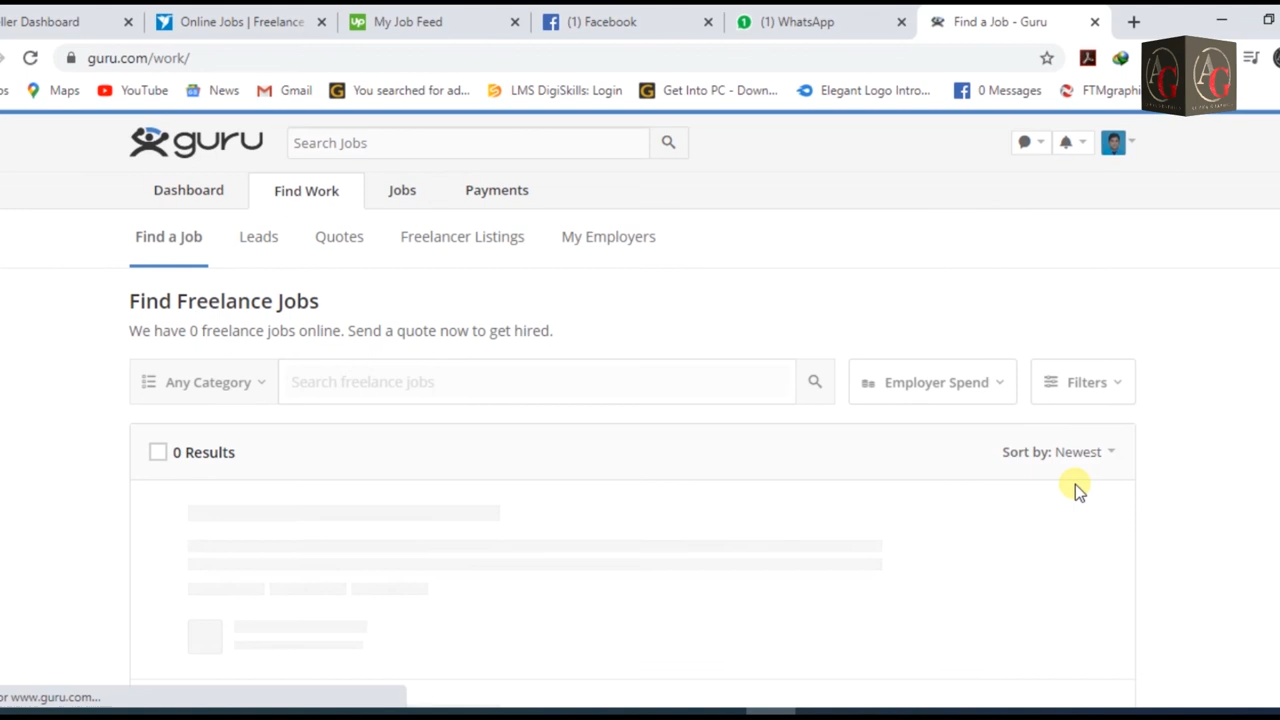 ller Dashboard
Online Jobs | Freelance
My Job Feed
(1) Facebook
(1) WhatsApp
Find a Job - Guru
guru.com/work/
ps
Maps
YouTube
News
Gmail
You searched for ad...
LMS DigiSkills: Login
Get Into PC - Down...
Elegant Logo Intro...
0 Messages
FTMgraphi
AG
AG
guru
Search Jobs
Dashboard
Find Work
Jobs
Payments
Find a Job
Leads
Quotes
Freelancer Listings
My Employers
Find Freelance Jobs
We have 0 freelance jobs online. Send a quote now to get hired.
Any Category
Search freelance jobs
Employer Spend
Filters
0 Results
Sort by: Newest
or www.guru.com...